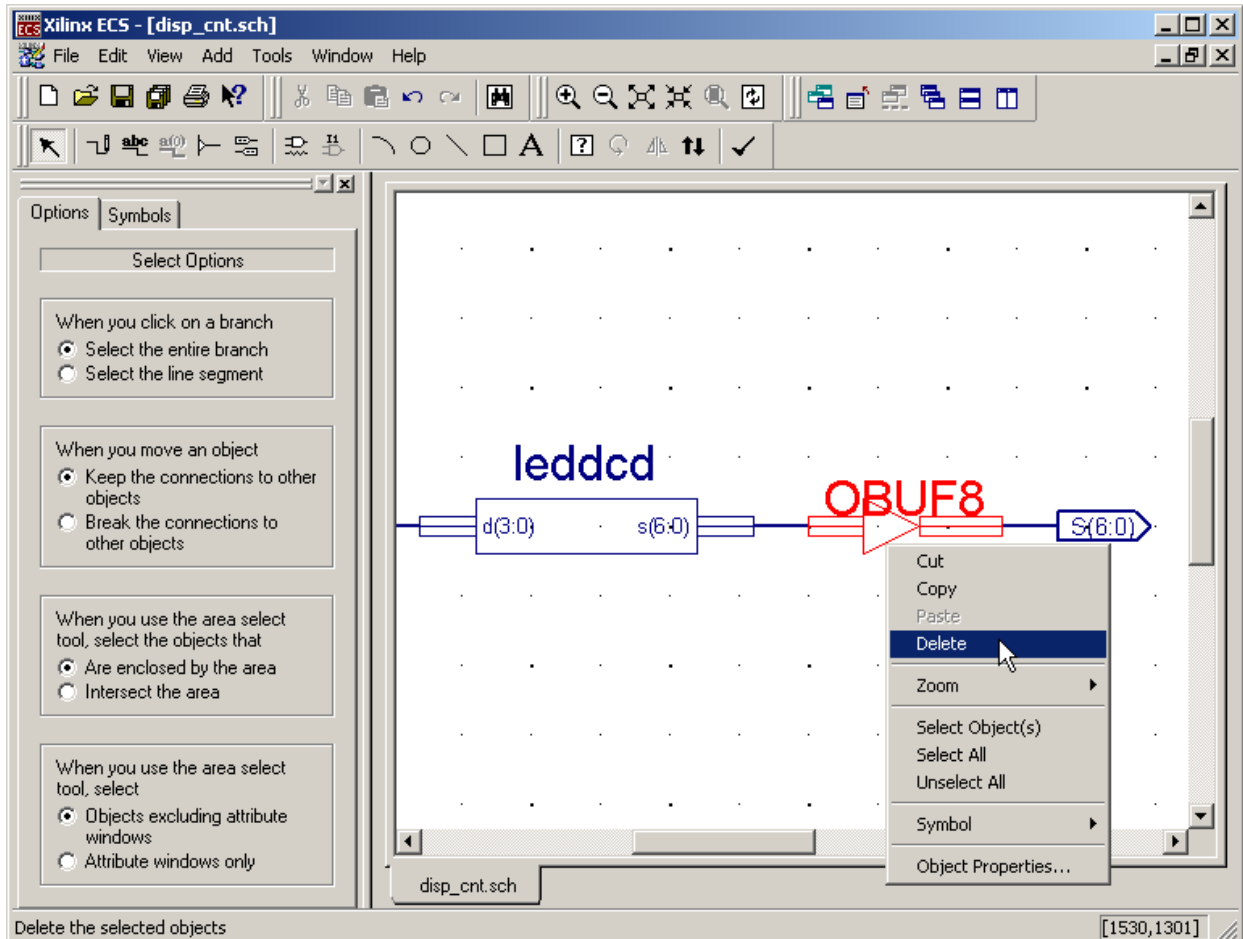 Xilinx ECS - [disp_cnt.sch]
File Edit View Add Tools Window Help
abc a(0) I1 A ?
Options Symbols
Select Options
When you click on a branch
Select the entire branch
Select the line segment
When you move an object
Keep the connections to other
objects
Break the connections to
other objects
When you use the area select
tool, select the objects that
Are enclosed by the area
Intersect the area
When you use the area select
tool, select
Objects excluding attribute
windows
Attribute windows only
leddcd
d(3:0) s(6:0)
OBUF8
S(6:0)
Cut
Copy
Paste
Delete
Zoom
Select Object(s)
Select All
Unselect All
Symbol
Object Properties...
disp_cnt.sch
Delete the selected objects [1530,1301]